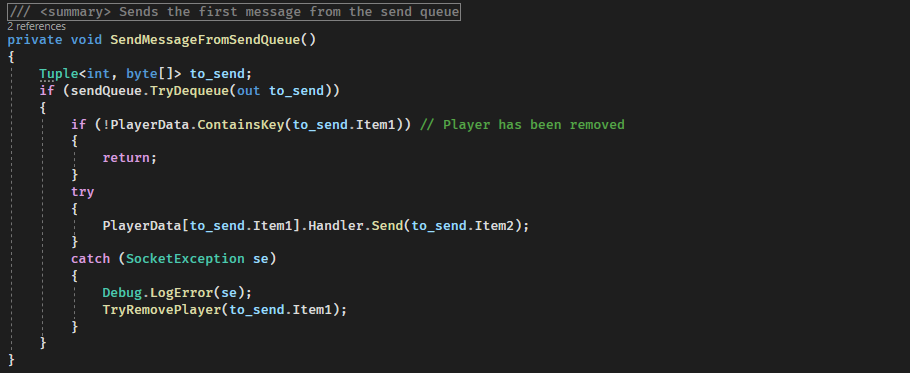 /// <summary> Sends the first message from the send queue
2 references
private void SendMessageFromSendQueue()
{
    Tuple<int, byte[]> to_send;
    if (sendQueue.TryDequeue(out to_send))
    {
        if (!PlayerData.ContainsKey(to_send.Item1)) // Player has been removed
        {
            return;
        }
        try
        {
            PlayerData[to_send.Item1].Handler.Send(to_send.Item2);
        }
        catch (SocketException se)
        {
            Debug.LogError(se);
            TryRemovePlayer(to_send.Item1);
        }
    }
}